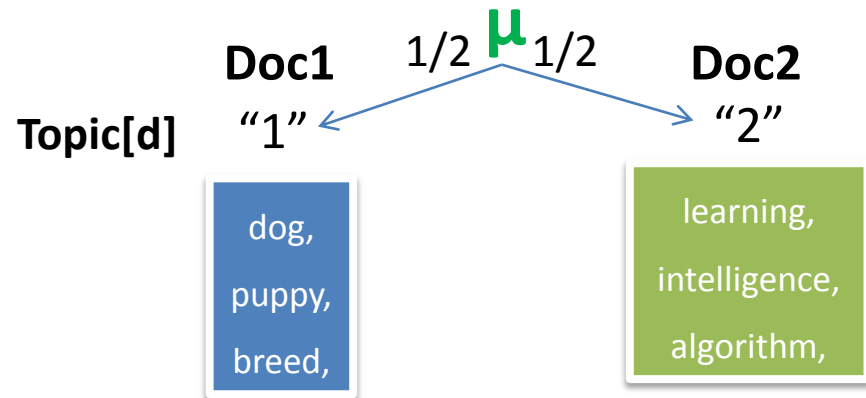 1/2 μ 1/2
Doc1 Doc2
Topic[d] “1” “2”
dog,
puppy,
breed,
learning,
intelligence,
algorithm,